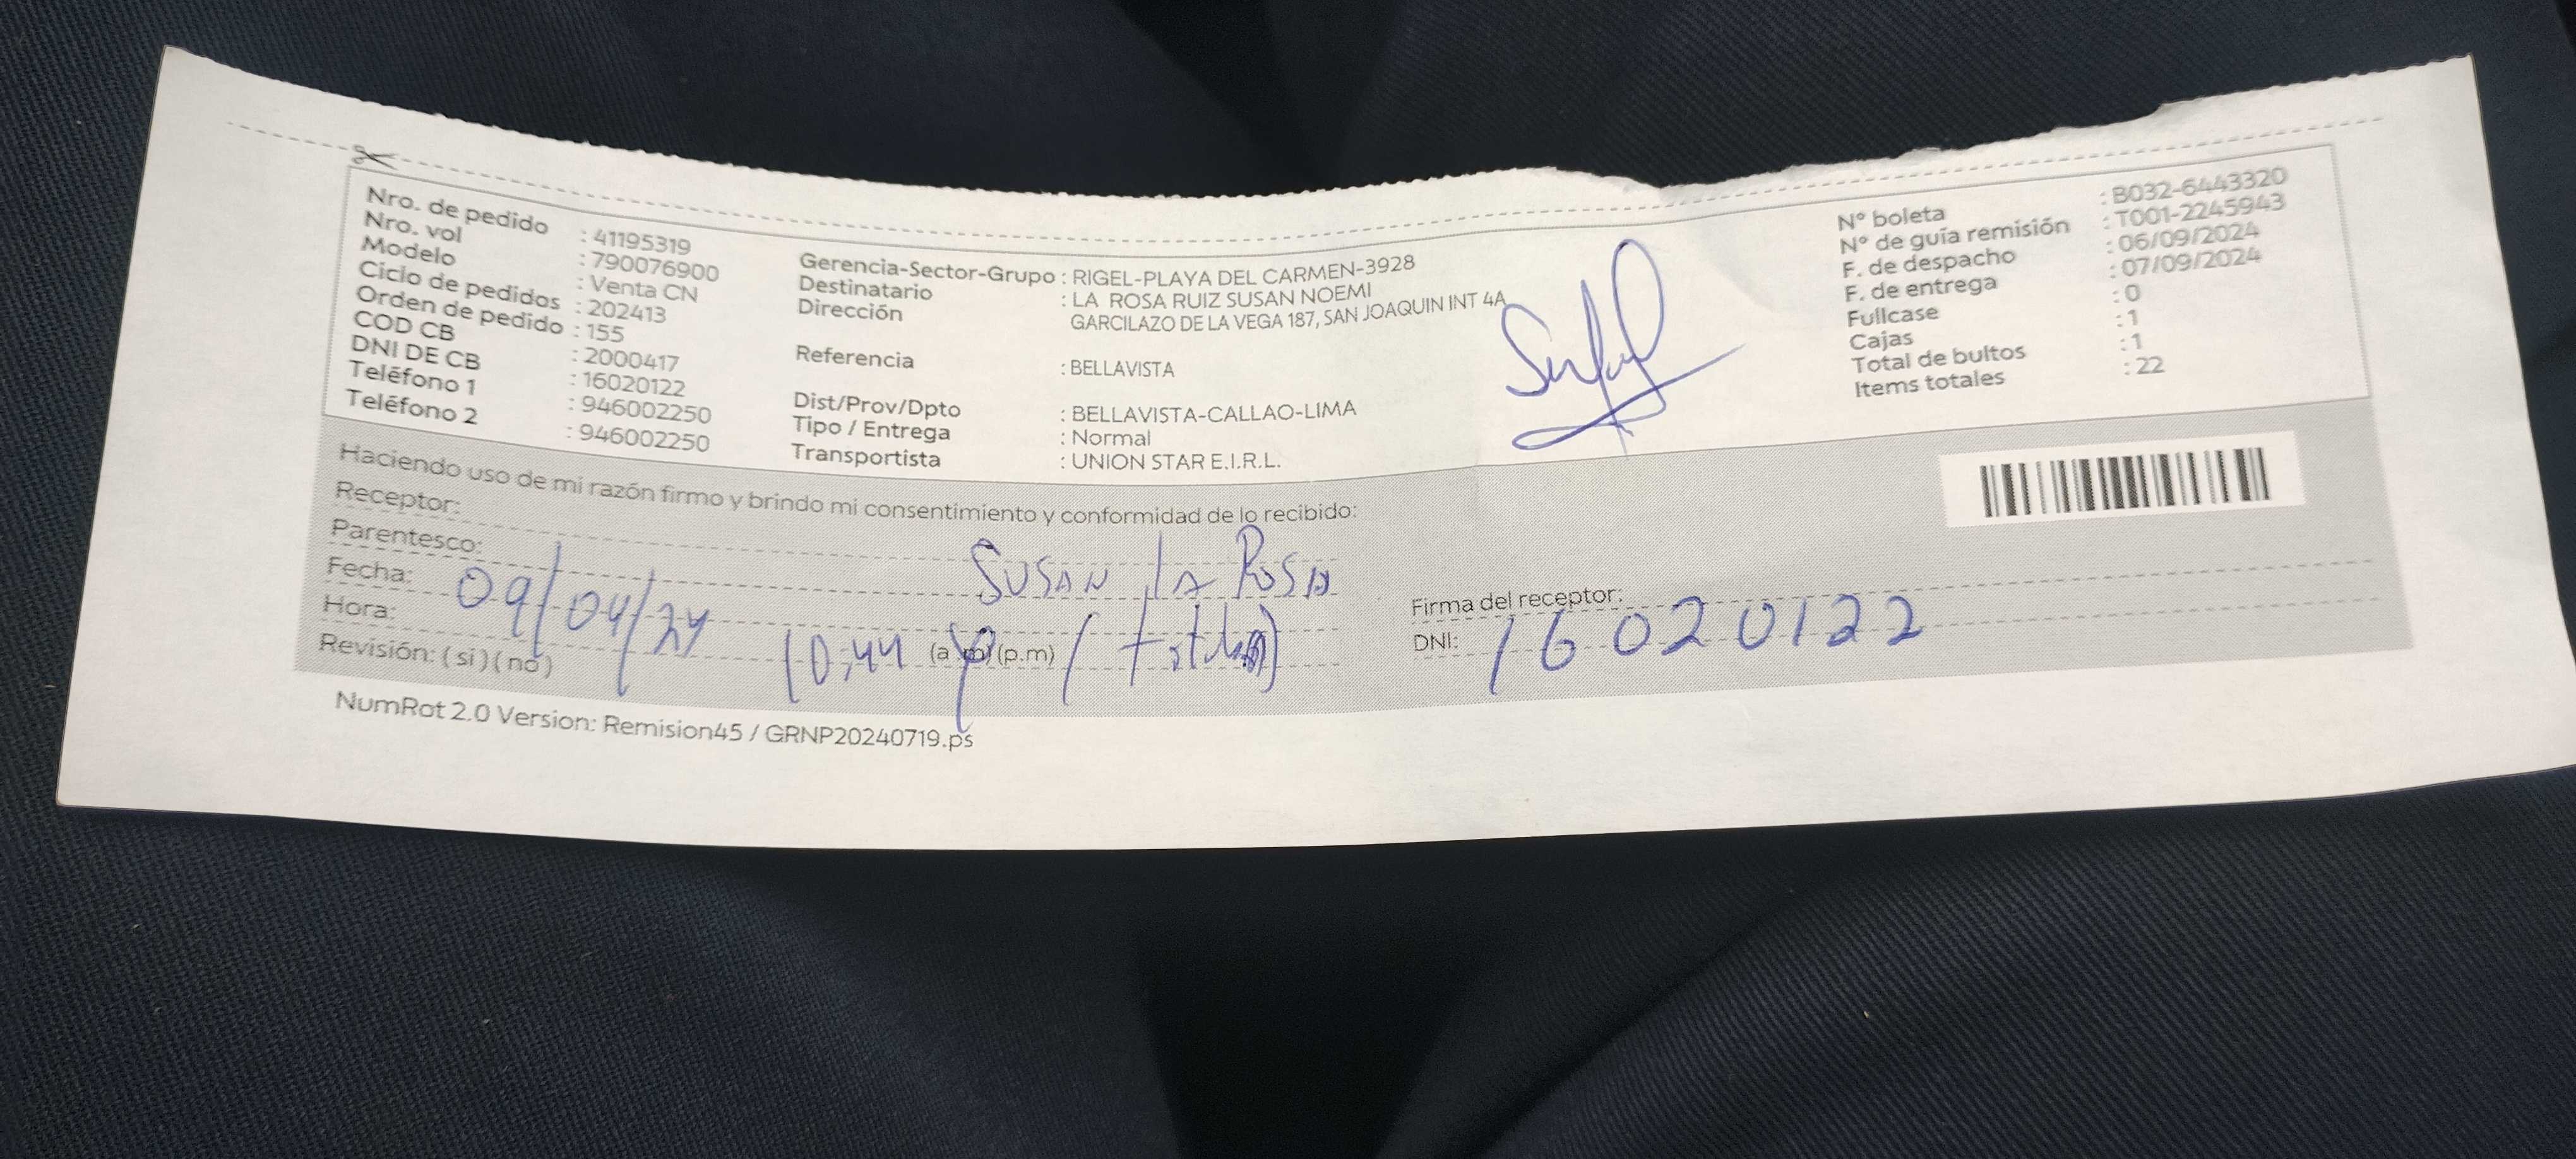 Nro. de pedido : 41195319
Nro. vol : 790076900
Modelo : Venta CN
Ciclo de pedidos : 202413
Orden de pedido : 155
COD CB : 2000417
DNI DE CB : 16020122
Teléfono 1 : 946002250
Teléfono 2 : 946002250
Gerencia-Sector-Grupo : RIGEL-PLAYA DEL CARMEN-3928
Destinatario : LA ROSA RUIZ SUSAN NOEMI
Dirección : GARCILAZO DE LA VEGA 187, SAN JOAQUIN INT 4A
Referencia : BELLAVISTA
Dist/Prov/Dpto : BELLAVISTA-CALLAO-LIMA
Tipo / Entrega : Normal
Transportista : UNION STAR E.I.R.L.
N° boleta : B032-6443320
N° de guía remisión : T001-2245943
F. de despacho : 06/09/2024
F. de entrega : 07/09/2024
Fullcase : 0
Cajas : 1
Total de bultos : 1
Items totales : 22
Haciendo uso de mi razón firmo y brindo mi consentimiento y conformidad de lo recibido:
Receptor: SUSAN LA ROSA
Parentesco:
Fecha: 09/04/24
Hora: 10:44 (a.m)(p.m)
Revisión: (si)(no)
Firma del receptor:
DNI: 16020122
NumRot 2.0 Version: Remision45 / GRNP20240719.ps